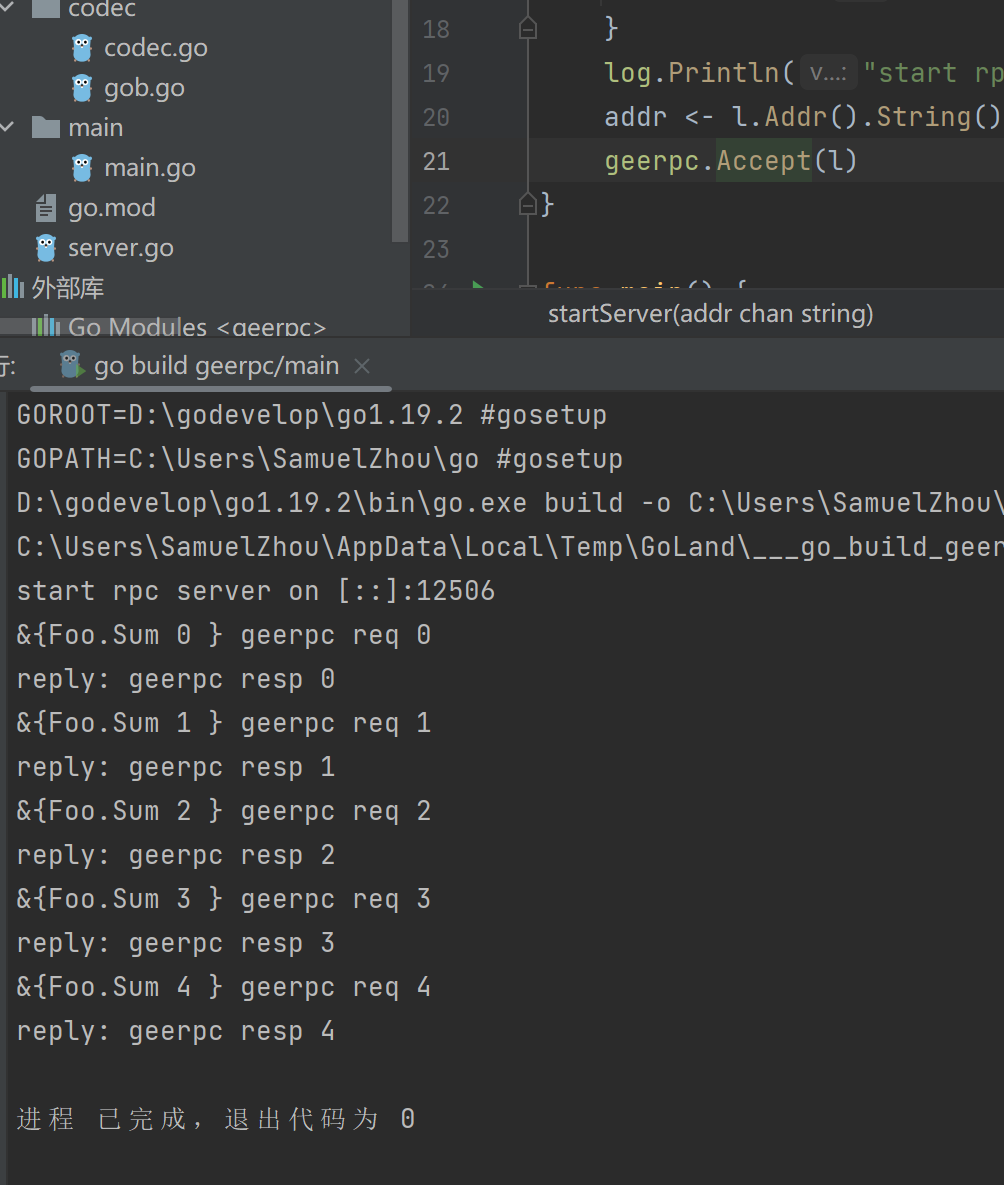 codec
codec.go
gob.go
main
main.go
go.mod
server.go
外部库
Go Modules <geerpc>
18 }
19 log.Println( v...: "start rp
20 addr <- l.Addr().String()
21 geerpc.Accept(l)
22 }
23
24 func main() {
startServer(addr chan string)
行:
go build geerpc/main
GOROOT=D:\godevelop\go1.19.2 #gosetup
GOPATH=C:\Users\SamuelZhou\go #gosetup
D:\godevelop\go1.19.2\bin\go.exe build -o C:\Users\SamuelZhou\
C:\Users\SamuelZhou\AppData\Local\Temp\GoLand\___go_build_geer
start rpc server on [::]:12506
&{Foo.Sum 0 } geerpc req 0
reply: geerpc resp 0
&{Foo.Sum 1 } geerpc req 1
reply: geerpc resp 1
&{Foo.Sum 2 } geerpc req 2
reply: geerpc resp 2
&{Foo.Sum 3 } geerpc req 3
reply: geerpc resp 3
&{Foo.Sum 4 } geerpc req 4
reply: geerpc resp 4
进程 已完成，退出代码为 0